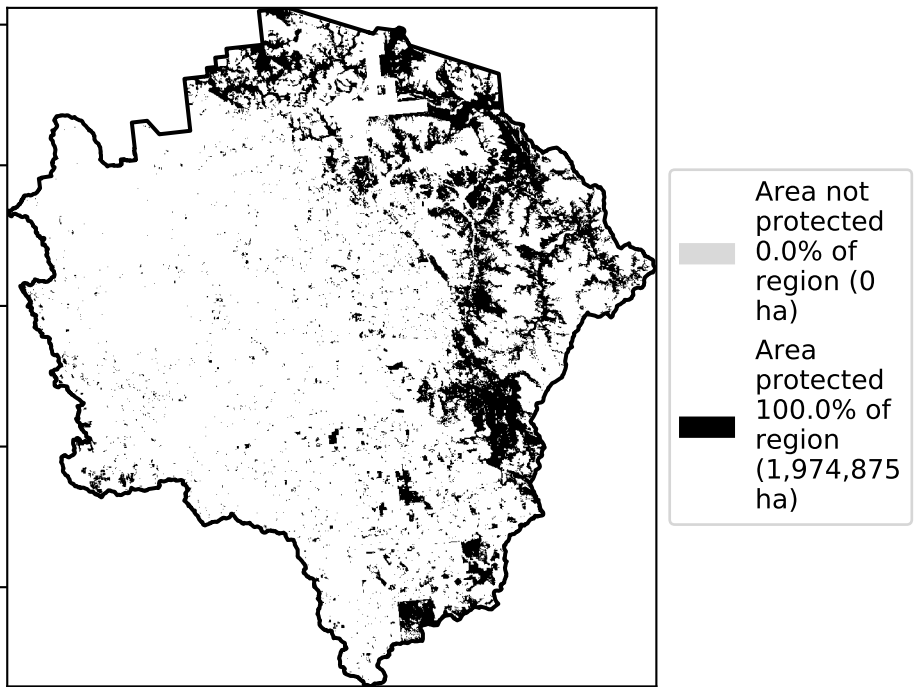 Area not
protected
0.0% of
region (0
ha)
Area
protected
100.0% of
region
(1,974,875
ha)